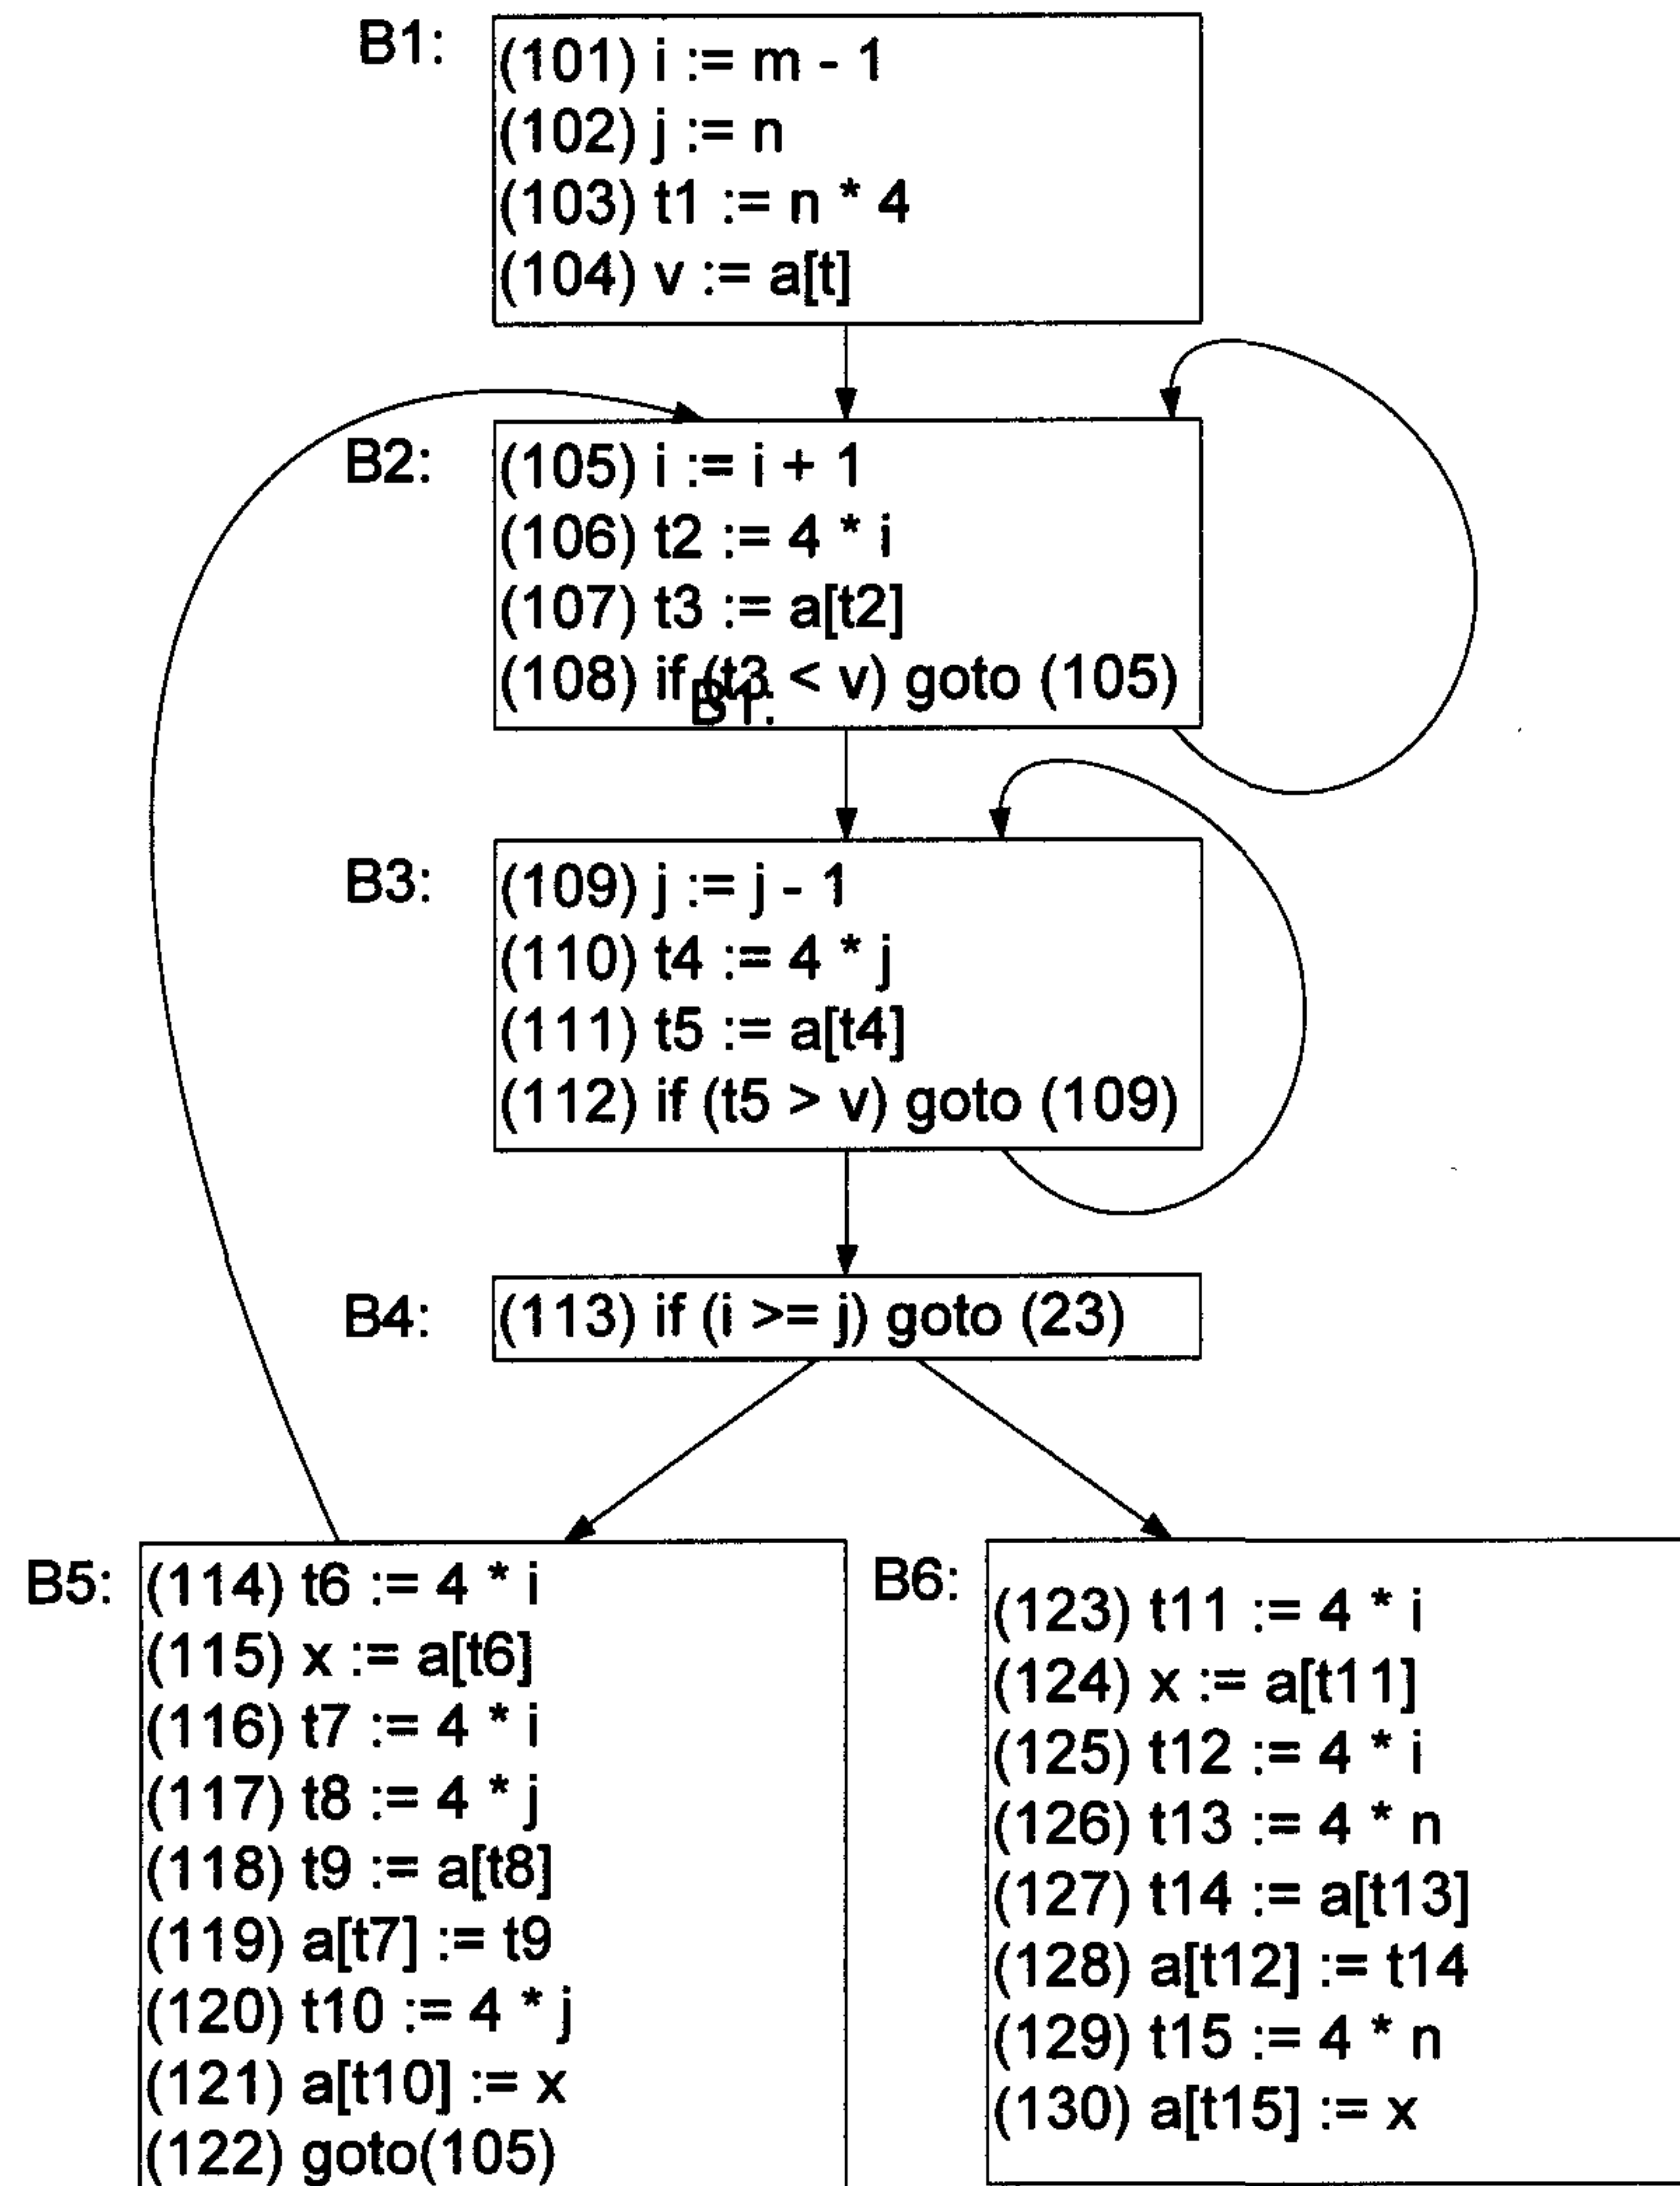 B1:
(101) i := m - 1
(102) j := n
(103) t1 := n * 4
(104) v := a[t]
B2:
(105) i := i + 1
(106) t2 := 4 * i
(107) t3 := a[t2]
(108) if (t3 < v) goto (105)
B1:
B3:
(109) j := j - 1
(110) t4 := 4 * j
(111) t5 := a[t4]
(112) if (t5 > v) goto (109)
B4:
(113) if (i >= j) goto (23)
B5:
(114) t6 := 4 * i
(115) x := a[t6]
(116) t7 := 4 * i
(117) t8 := 4 * j
(118) t9 := a[t8]
(119) a[t7] := t9
(120) t10 := 4 * j
(121) a[t10] := x
(122) goto(105)
B6:
(123) t11 := 4 * i
(124) x := a[t11]
(125) t12 := 4 * i
(126) t13 := 4 * n
(127) t14 := a[t13]
(128) a[t12] := t14
(129) t15 := 4 * n
(130) a[t15] := x